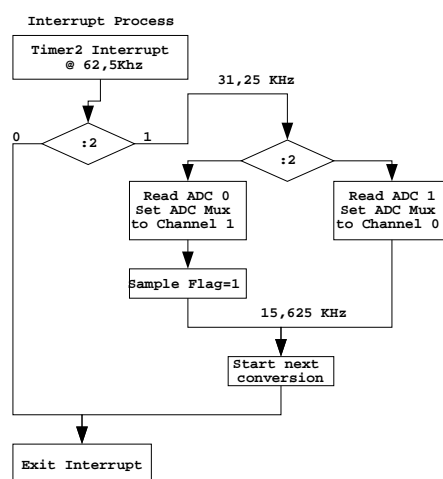 Interrupt Process
Timer2 Interrupt
@ 62,5Khz
31,25 KHz
0
:2
1
:2
Read ADC 0
Set ADC Mux
to Channel 1
Read ADC 1
Set ADC Mux
to Channel 0
Sample Flag=1
15,625 KHz
Start next
conversion
Exit Interrupt